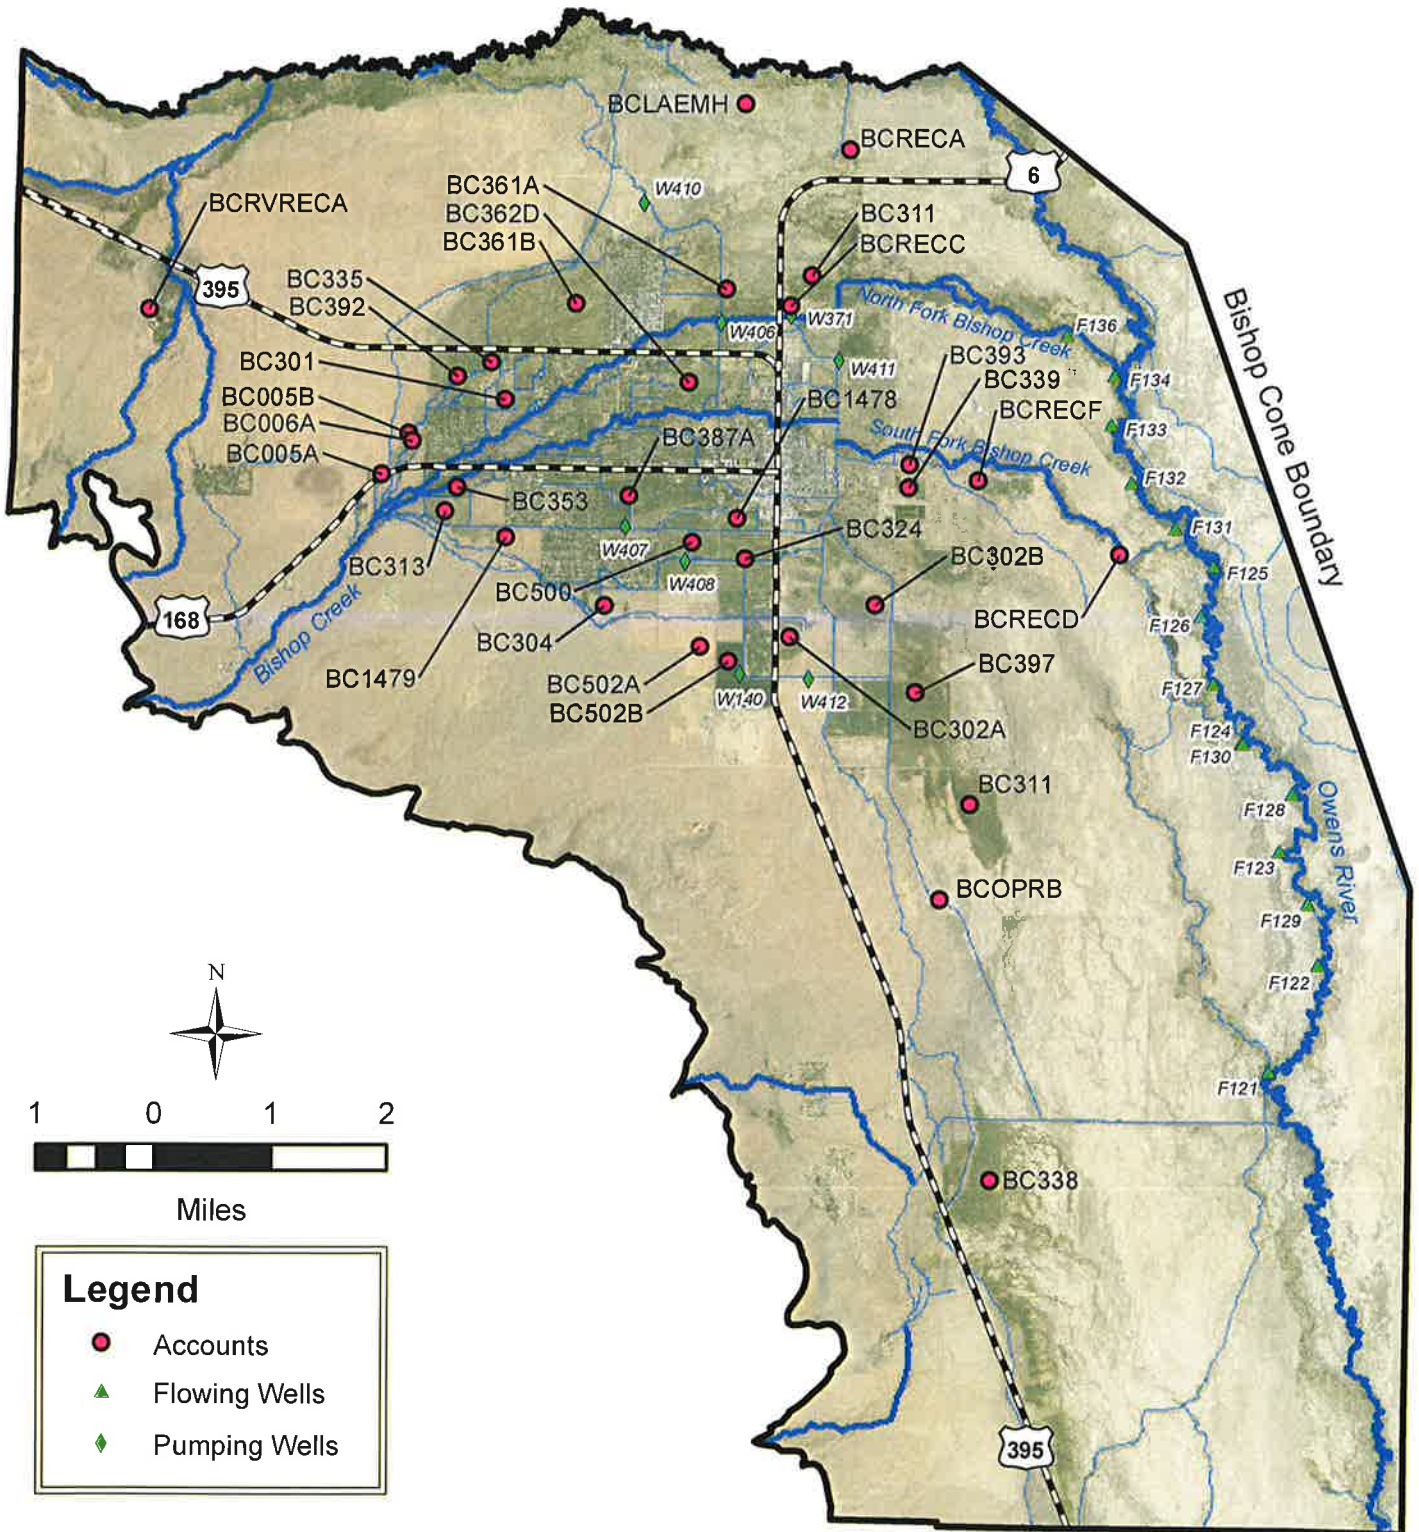 BCLAEMH
BCRECA
6
W410
BC361A
BC362D
BC361B
BCRVRECA
BC311
BCRECC
395
BC335
BC392
North Fork Bishop Creek
W406
W371
F136
Bishop Cone Boundary
BC301
W411
BC393
BC339
F134
BC005B
BC006A
BC005A
BC1478
BCRECF
BC387A
South Fork Bishop Creek
F133
F132
BC353
BC324
F131
W407
BC302B
BC313
W408
F125
BC500
168
Bishop Creek
BC304
BCRECD
F126
BC1479
BC502A
BC502B
W140
W412
BC397
F127
BC302A
F124
F130
BC311
F128
Owens River
F123
BCOPRB
F129
F122
N
F121
1 0 1 2
Miles
BC338
Legend
Accounts
Flowing Wells
Pumping Wells
395